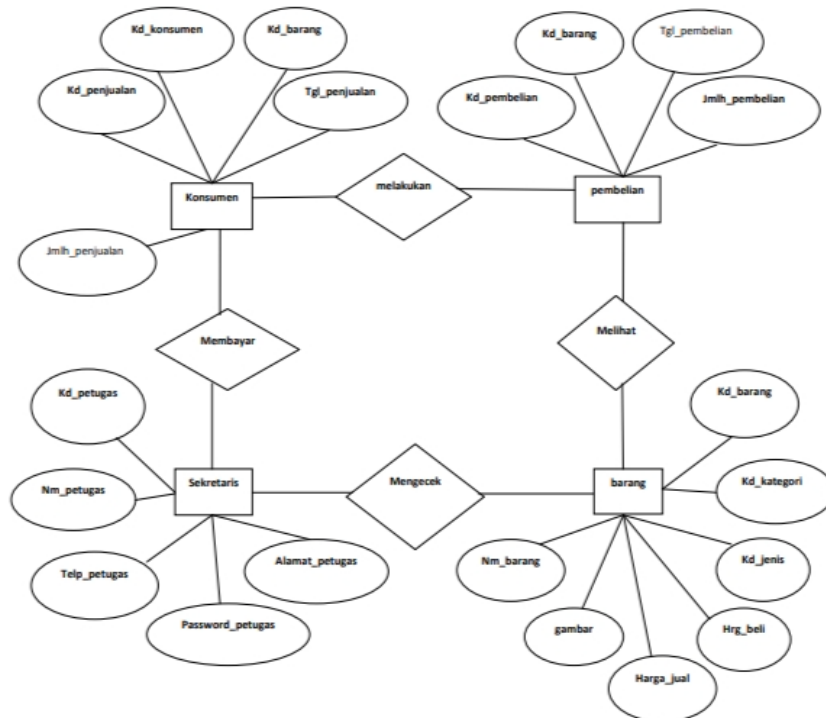 Kd_konsumen
Kd_barang
Kd_penjualan
Tgl_penjualan
Kd_barang
Tgl_pembelian
Kd_pembelian
Jmlh_pembelian
Konsumen
melakukan
pembelian
Jmlh_penjualan
Membayar
Melihat
Kd_petugas
Kd_barang
Nm_petugas
Sekretaris
Mengecek
barang
Kd_kategori
Telp_petugas
Alamat_petugas
Nm_barang
Kd_jenis
Password_petugas
gambar
Hrg_beli
Harga_jual